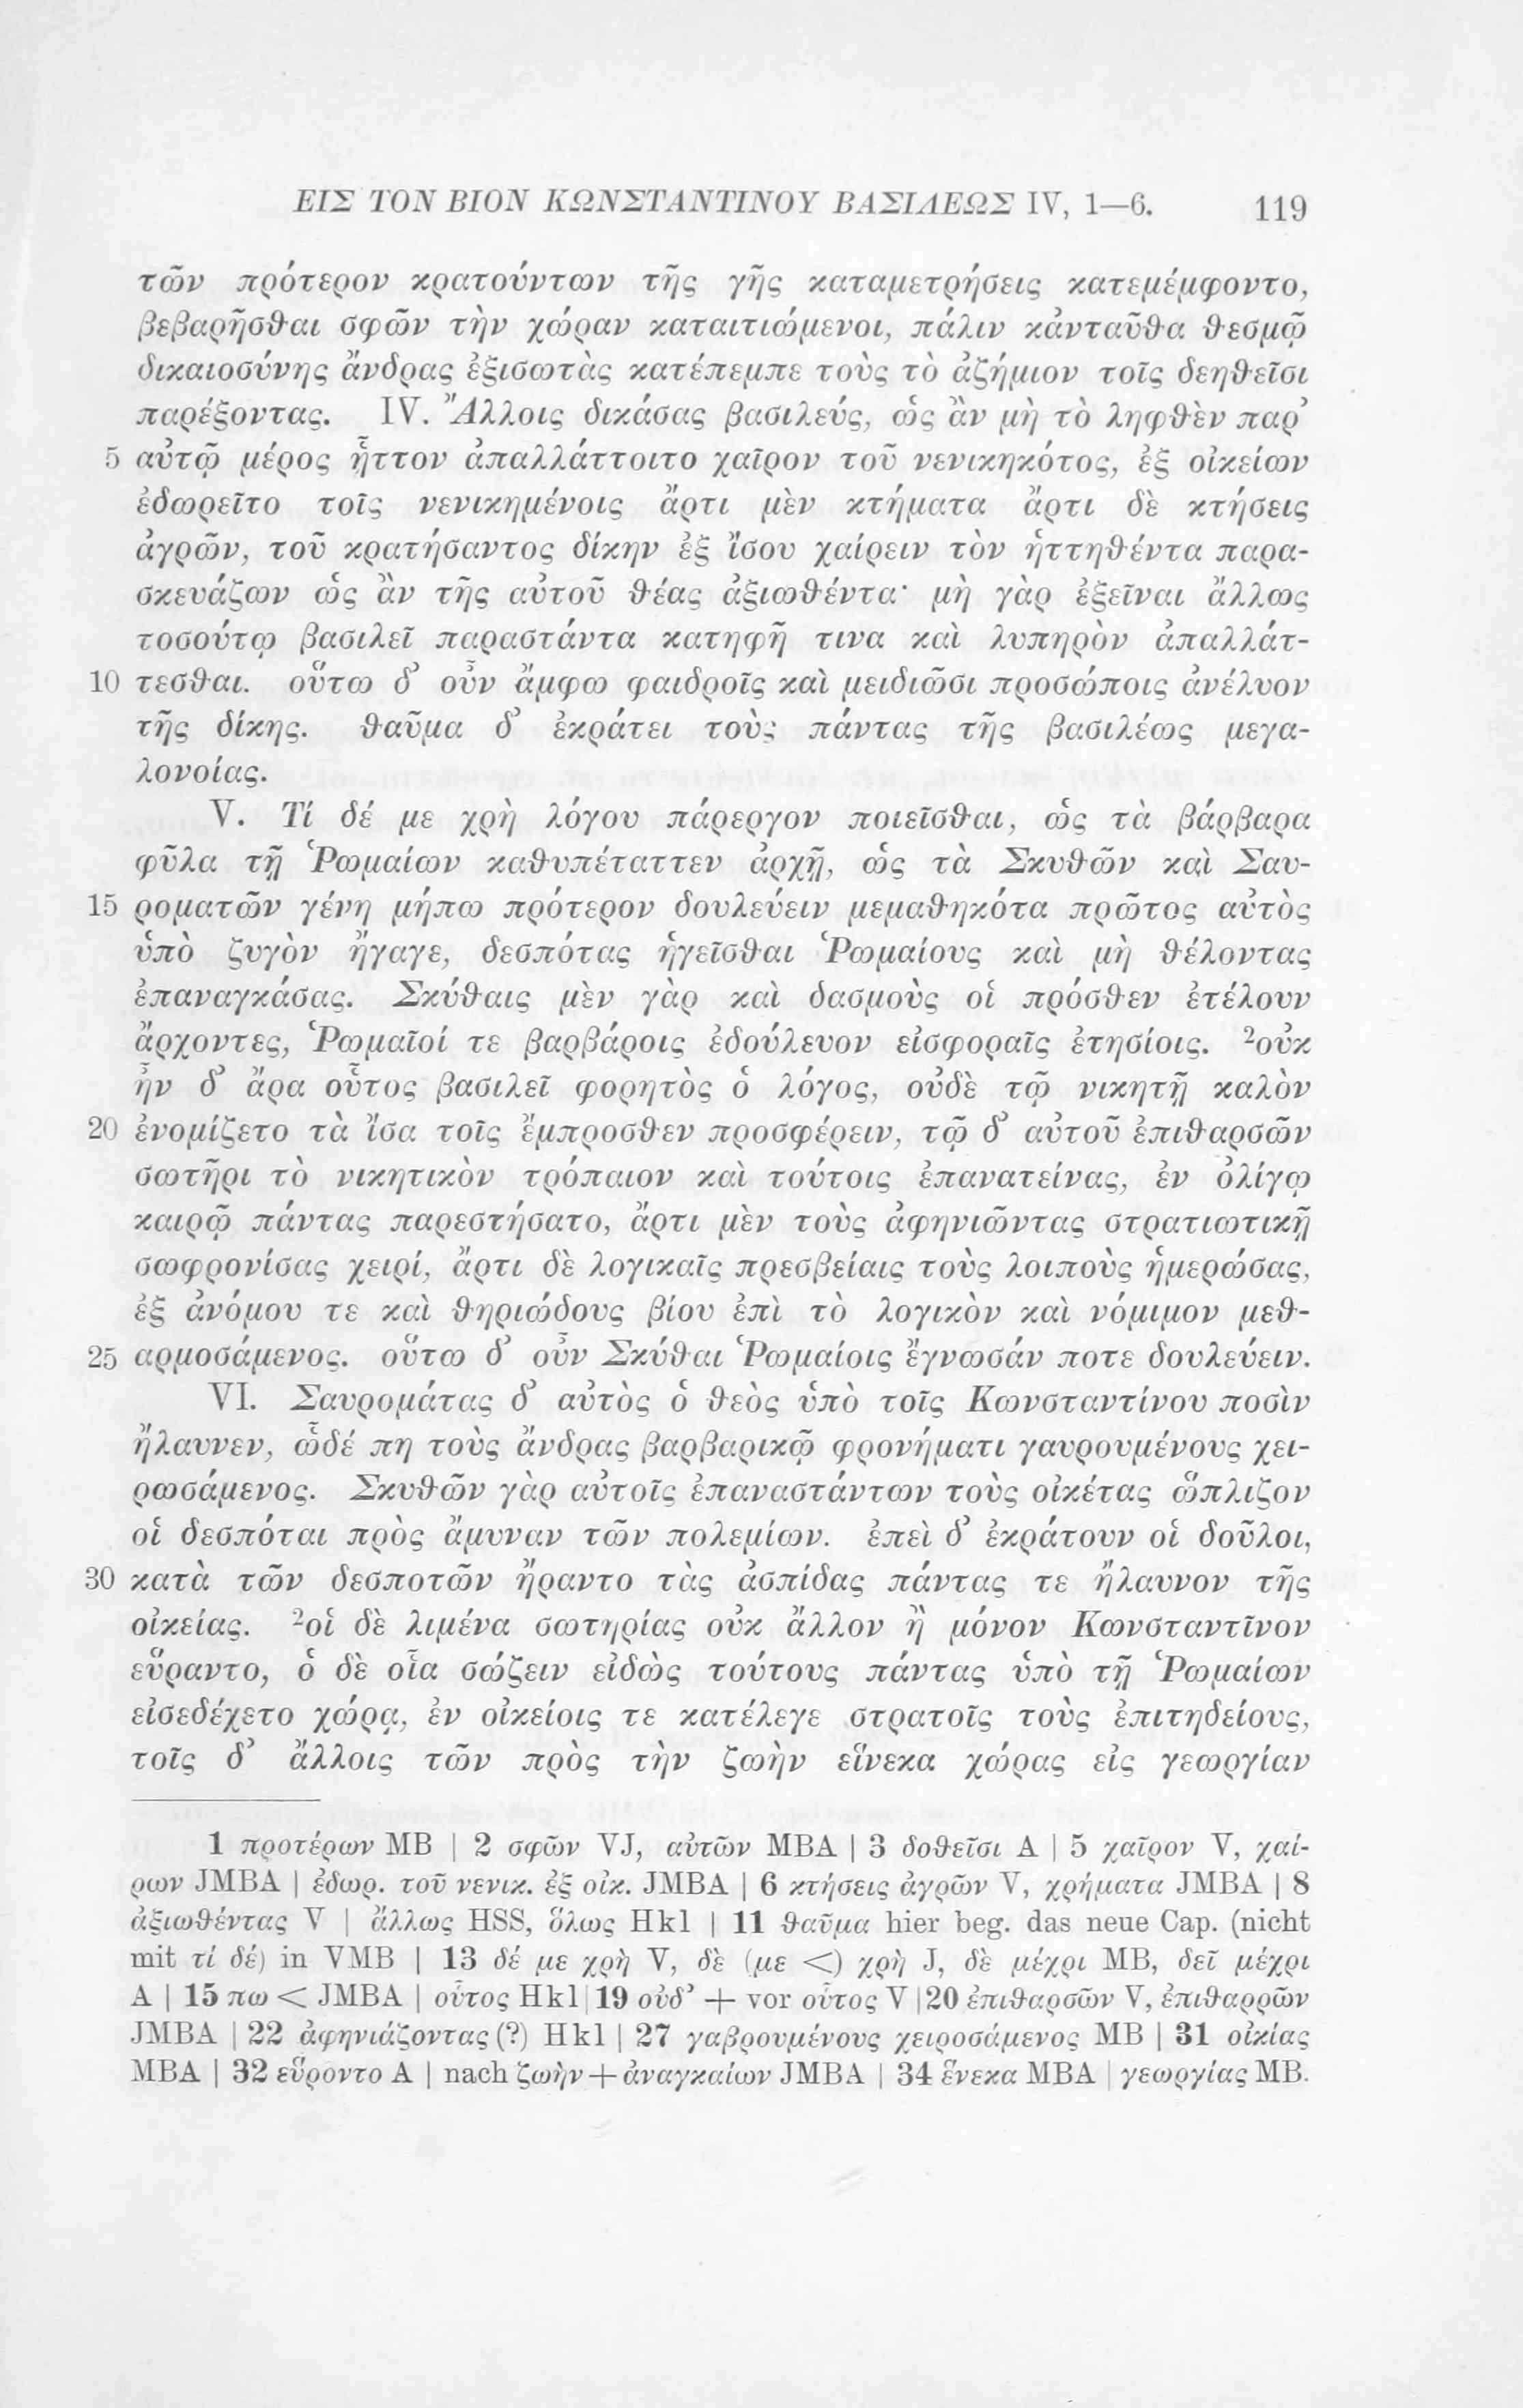 ΕΙΣ ΤΟΝ ΒΙΟΝ ΚΩΝΣΤΑΝΤΙΝΟΥ ΒΑΣΙΛΕΩΣ IV, 1—6. 119
τῶν πρότερον κρατούντων τῆς γῆς καταμετρήσεις κατεμέμφοντο,
βεβαρῆσθαι σφῶν τὴν χώραν καταιτιώμενοι, πάλιν κἀνταῦθα θεσμῷ
δικαιοσύνης ἄνδρας ἐξισωτὰς κατέπεμπε τοὺς τὸ ἀζήμιον τοῖς δεηθεῖσι
παρέξοντας. IV. Ἄλλοις δικάσας βασιλεύς, ὡς ἂν μὴ τὸ ληφθὲν παρ’
5 αὐτῷ μέρος ἧττον ἀπαλλάττοιτο χαῖρον τοῦ νενικηκότος, ἐξ οἰκείων
ἐδωρεῖτο τοῖς νενικημένοις ἄρτι μὲν κτήματα ἄρτι δὲ κτήσεις
ἀγρῶν, τοῦ κρατήσαντος δίκην ἐξ ἴσου χαίρειν τὸν ἡττηθέντα παρα-
σκευάζων ὡς ἂν τῆς αὐτοῦ θέας ἀξιωθέντα· μὴ γὰρ ἐξεῖναι ἄλλως
τοσούτῳ βασιλεῖ παραστάντα κατηφῆ τινα καὶ λυπηρὸν ἀπαλλάτ-
10 τεσθαι. οὕτω δ’ οὖν ἄμφω φαιδροῖς καὶ μειδιῶσι προσώποις ἀνέλυον
τῆς δίκης. θαῦμα δ’ ἐκράτει τοὺς πάντας τῆς βασιλέως μεγα-
λονοίας.
V. Τί δέ με χρὴ λόγου πάρεργον ποιεῖσθαι, ὡς τὰ βάρβαρα
φῦλα τῇ Ῥωμαίων καθυπέταττεν ἀρχῇ, ὡς τὰ Σκυθῶν καὶ Σαυ-
15 ροματῶν γένη μήπω πρότερον δουλεύειν μεμαθηκότα πρῶτος αὐτὸς
ὑπὸ ζυγὸν ἤγαγε, δεσπότας ἡγεῖσθαι Ῥωμαίους καὶ μὴ θέλοντας
ἐπαναγκάσας. Σκύθαις μὲν γὰρ καὶ δασμοὺς οἱ πρόσθεν ἐτέλουν
ἄρχοντες, Ῥωμαῖοί τε βαρβάροις ἐδούλευον εἰσφοραῖς ἐτησίοις. ²οὐκ
ἦν δ’ ἄρα οὗτος βασιλεῖ φορητὸς ὁ λόγος, οὐδὲ τῷ νικητῇ καλὸν
20 ἐνομίζετο τὰ ἴσα τοῖς ἔμπροσθεν προσφέρειν, τῷ δ’ αὐτοῦ ἐπιθαρσῶν
σωτῆρι τὸ νικητικὸν τρόπαιον καὶ τούτοις ἐπανατείνας, ἐν ὀλίγῳ
καιρῷ πάντας παρεστήσατο, ἄρτι μὲν τοὺς ἀφηνιῶντας στρατιωτικῇ
σωφρονίσας χειρί, ἄρτι δὲ λογικαῖς πρεσβείαις τοὺς λοιποὺς ἡμερώσας,
ἐξ ἀνόμου τε καὶ θηριώδους βίου ἐπὶ τὸ λογικὸν καὶ νόμιμον μεθ-
25 αρμοσάμενος. οὕτω δ’ οὖν Σκύθαι Ῥωμαίοις ἔγνωσάν ποτε δουλεύειν.
VI. Σαυρομάτας δ’ αὐτὸς ὁ θεὸς ὑπὸ τοῖς Κωνσταντίνου ποσὶν
ἤλαυνεν, ὧδέ πη τοὺς ἄνδρας βαρβαρικῷ φρονήματι γαυρουμένους χει-
ρωσάμενος. Σκυθῶν γὰρ αὐτοῖς ἐπαναστάντων τοὺς οἰκέτας ὥπλιζον
οἱ δεσπόται πρὸς ἄμυναν τῶν πολεμίων. ἐπεὶ δ’ ἐκράτουν οἱ δοῦλοι,
30 κατὰ τῶν δεσποτῶν ἤραντο τὰς ἀσπίδας πάντας τε ἤλαυνον τῆς
οἰκείας. ²οἱ δὲ λιμένα σωτηρίας οὐκ ἄλλον ἢ μόνον Κωνσταντῖνον
εὕραντο, ὁ δὲ οἷα σώζειν εἰδὼς τούτους πάντας ὑπὸ τῇ Ῥωμαίων
εἰσεδέχετο χώρᾳ, ἐν οἰκείοις τε κατέλεγε στρατοῖς τοὺς ἐπιτηδείους,
τοῖς δ’ ἄλλοις τῶν πρὸς τὴν ζωὴν εἵνεκα χώρας εἰς γεωργίαν
1 προτέρων MB | 2 σφῶν VJ, αὐτῶν MBA | 3 δοθεῖσι A | 5 χαῖρον V, χαί-
ρων JMBA | ἐδωρ. τοῦ νενικ. ἐξ οἰκ. JMBA | 6 κτήσεις ἀγρῶν V, χρήματα JMBA | 8
ἀξιωθέντας V | ἄλλως HSS, ὅλως Hkl | 11 θαῦμα hier beg. das neue Cap. (nicht
mit τί δέ) in VMB | 13 δέ με χρὴ V, δὲ (με <) χρὴ J, δὲ μέχρι MB, δεῖ μέχρι
A | 15 πω < JMBA | οὗτος Hkl | 19 οὐδ’ + vor οὗτος V | 20 ἐπιθαρσῶν V, ἐπιθαρρῶν
JMBA | 22 ἀφηνιάζοντας (?) Hkl | 27 γαβρουμένους χειροσάμενος MB | 31 οἰκίας
MBA | 32 εὕροντο A | nach ζωὴν + ἀναγκαίων JMBA | 34 ἕνεκα MBA | γεωργίας MB.